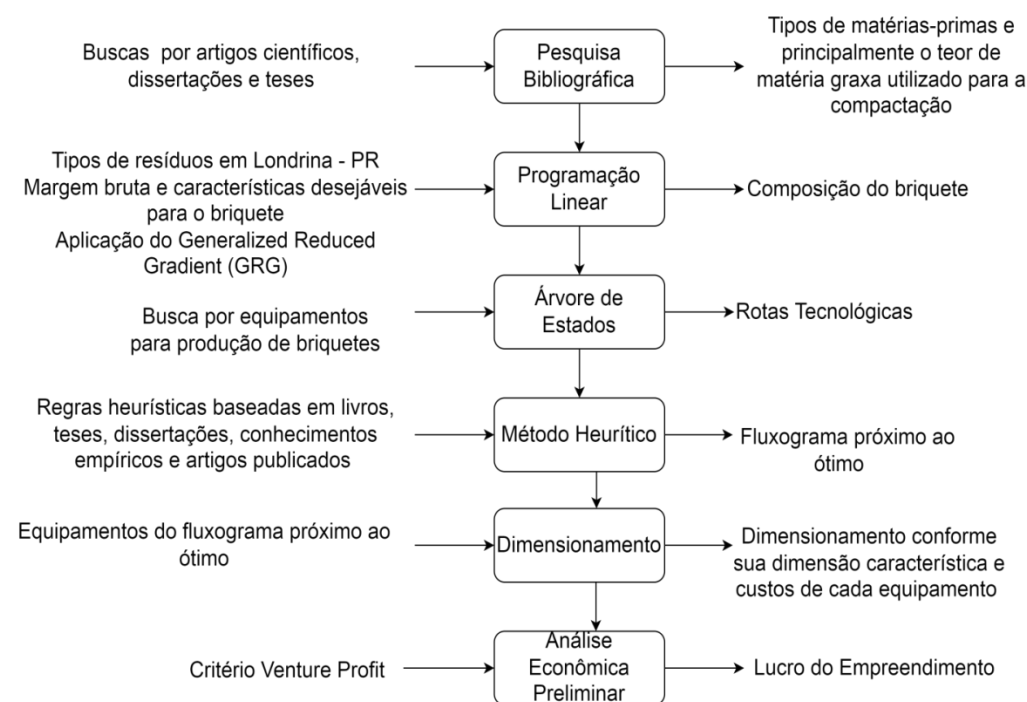 Buscas por artigos científicos,
dissertações e teses
Pesquisa
Bibliográfica
Tipos de matérias-primas e
principalmente o teor de
matéria graxa utilizado para a
compactação
Tipos de resíduos em Londrina - PR
Margem bruta e características desejáveis
para o briquete
Aplicação do Generalized Reduced
Gradient (GRG)
Programação
Linear
Composição do briquete
Busca por equipamentos
para produção de briquetes
Árvore de
Estados
Rotas Tecnológicas
Regras heurísticas baseadas em livros,
teses, dissertações, conhecimentos
empíricos e artigos publicados
Método Heurítico
Fluxograma próximo ao
ótimo
Equipamentos do fluxograma próximo ao
ótimo
Dimensionamento
Dimensionamento conforme
sua dimensão característica e
custos de cada equipamento
Critério Venture Profit
Análise
Econômica
Preliminar
Lucro do Empreendimento